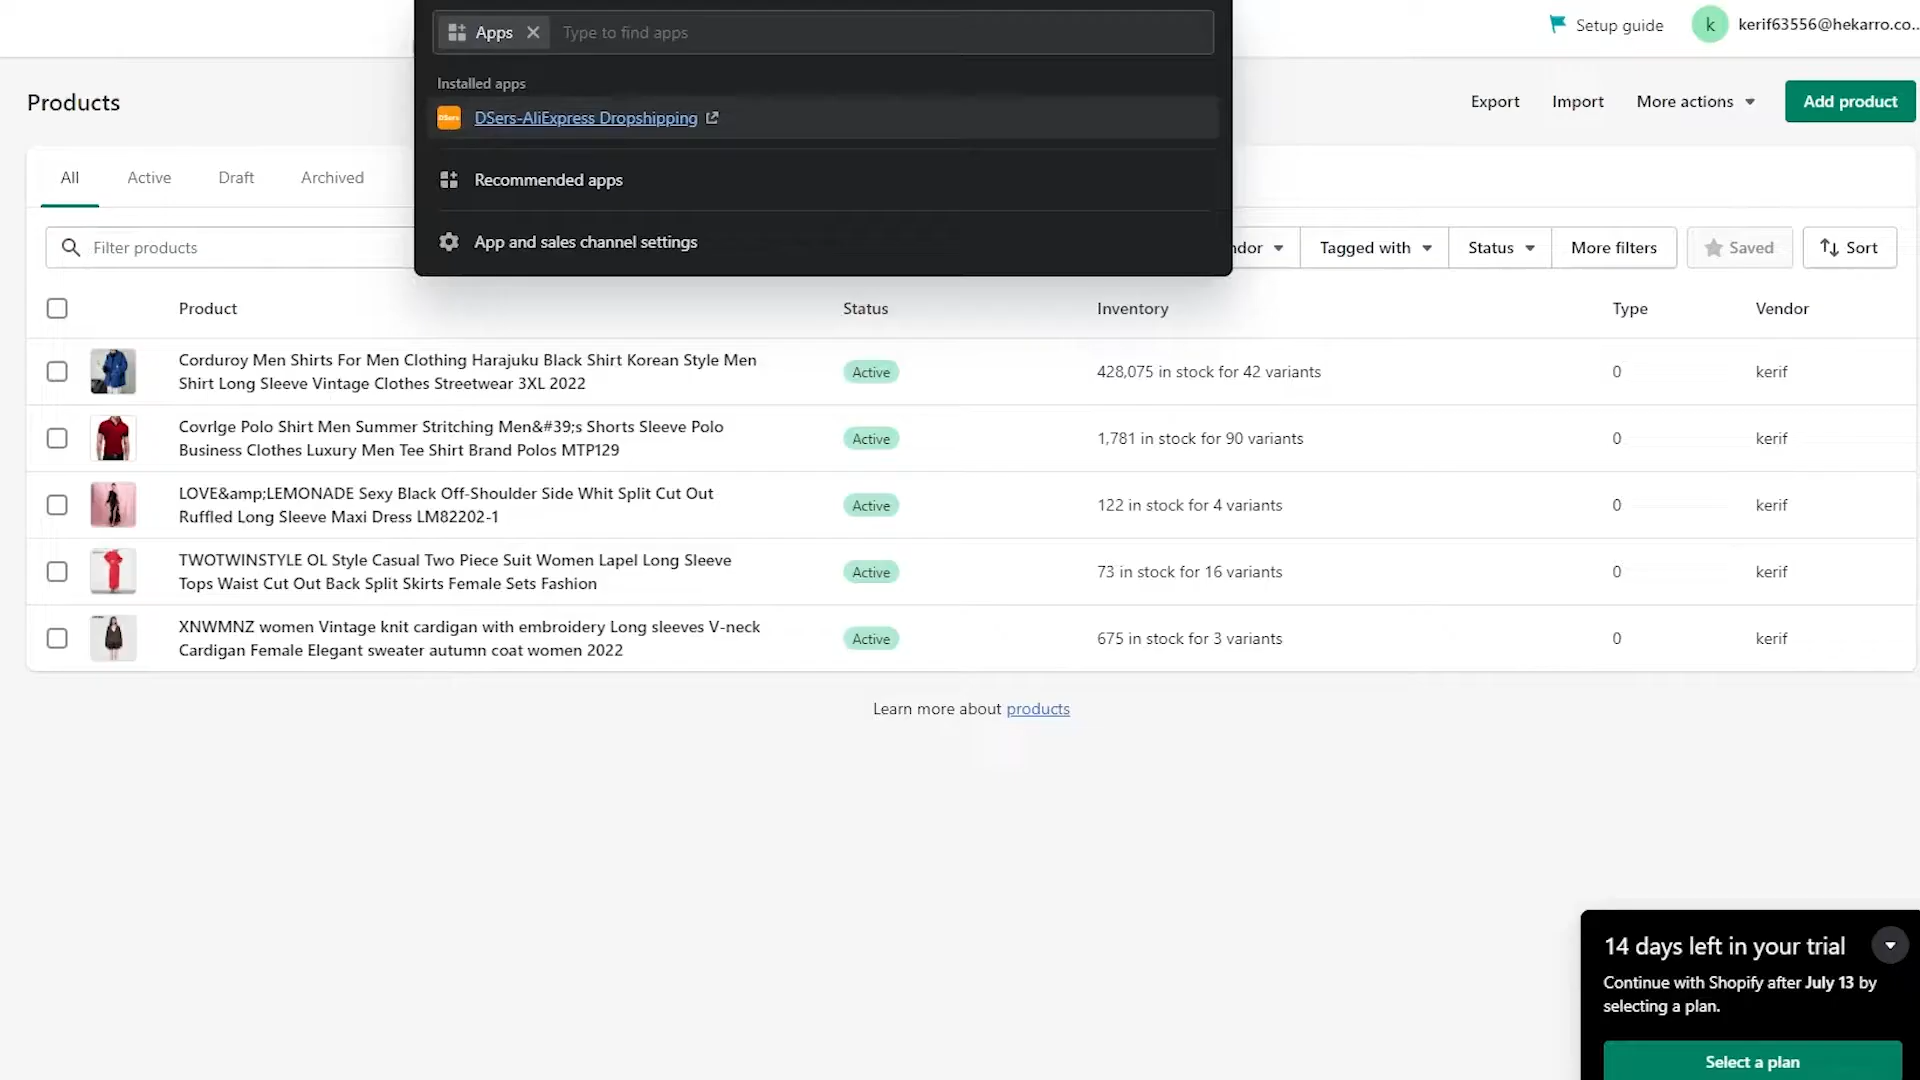 Apps
Type to find apps
Setup guide
k
kerif63556@hekarro.co...
Installed apps
DSers
DSers-AliExpress Dropshipping
Recommended apps
App and sales channel settings
Products
Export
Import
More actions
Add product
All
Active
Draft
Archived
Filter products
ndor
Tagged with
Status
More filters
Saved
Sort
Product
Status
Inventory
Type
Vendor
Corduroy Men Shirts For Men Clothing Harajuku Black Shirt Korean Style Men
Shirt Long Sleeve Vintage Clothes Streetwear 3XL 2022
Active
428,075 in stock for 42 variants
0
kerif
Covrlge Polo Shirt Men Summer Stritching Men&#39;s Shorts Sleeve Polo
Business Clothes Luxury Men Tee Shirt Brand Polos MTP129
Active
1,781 in stock for 90 variants
0
kerif
LOVE&amp;LEMONADE Sexy Black Off-Shoulder Side Whit Split Cut Out
Ruffled Long Sleeve Maxi Dress LM82202-1
Active
122 in stock for 4 variants
0
kerif
TWOTWINSTYLE OL Style Casual Two Piece Suit Women Lapel Long Sleeve
Tops Waist Cut Out Back Split Skirts Female Sets Fashion
Active
73 in stock for 16 variants
0
kerif
XNWMNZ women Vintage knit cardigan with embroidery Long sleeves V-neck
Cardigan Female Elegant sweater autumn coat women 2022
Active
675 in stock for 3 variants
0
kerif
Learn more about products
14 days left in your trial
Continue with Shopify after July 13 by
selecting a plan.
Select a plan